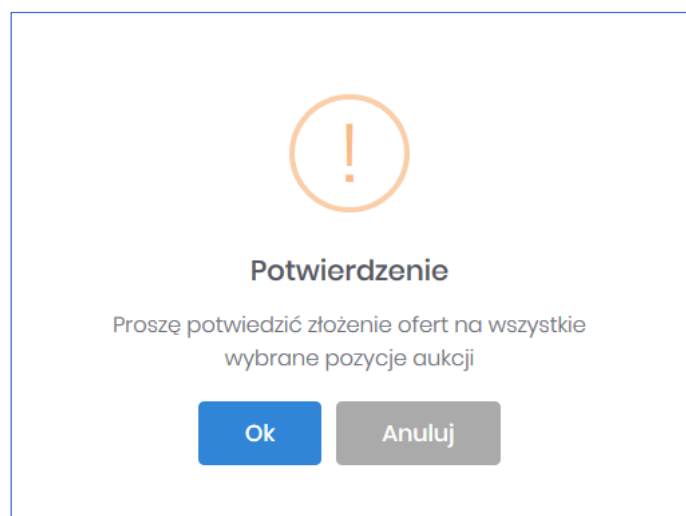 !
Potwierdzenie
Proszę potwiedzić złożenie ofert na wszystkie
wybrane pozycje aukcji
Ok
Anuluj